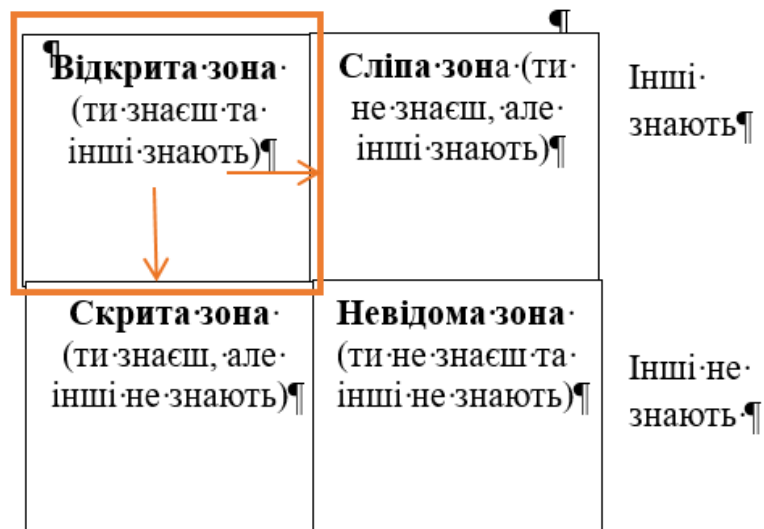 Відкрита зона
(ти знаєш та
інші знають)¶
Сліпа зона (ти
не знаєш, але
інші знають)¶
Інші
знають¶
Скрита зона
(ти знаєш, але
інші не знають)¶
Невідома зона
(ти не знаєш та
інші не знають)¶
Інші не
знають ¶